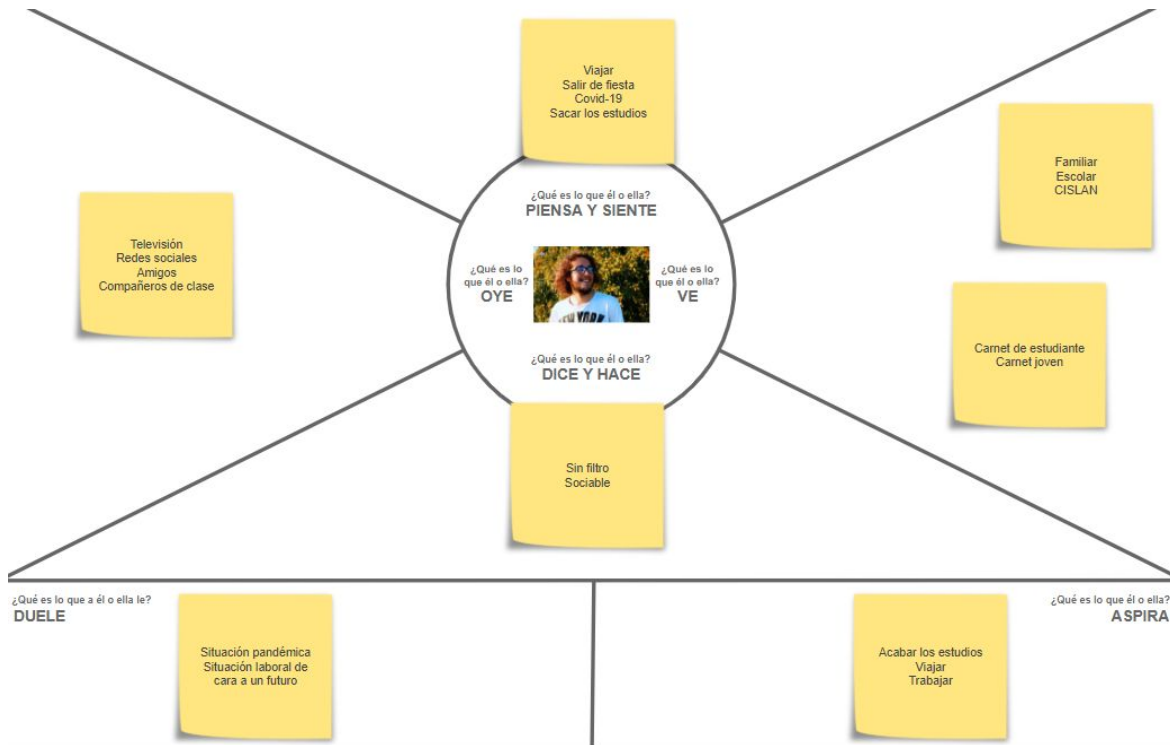 Viajar
Salir de fiesta
Covid-19
Sacar los estudios
Familiar
Escolar
CISLAN
¿Qué es lo que él o ella?
PIENSA Y SIENTE
Televisión
Redes sociales
Amigos
Compañeros de clase
¿Qué es lo
que él o ella?
OYE
¿Qué es lo
que él o ella?
VE
NEW YORK
Carnet de estudiante
Carnet joven
¿Qué es lo que él o ella?
DICE Y HACE
Sin filtro
Sociable
¿Qué es lo que a él o ella le?
DUELE
Situación pandémica
Situación laboral de
cara a un futuro
¿Qué es lo que él o ella?
ASPIRA
Acabar los estudios
Viajar
Trabajar